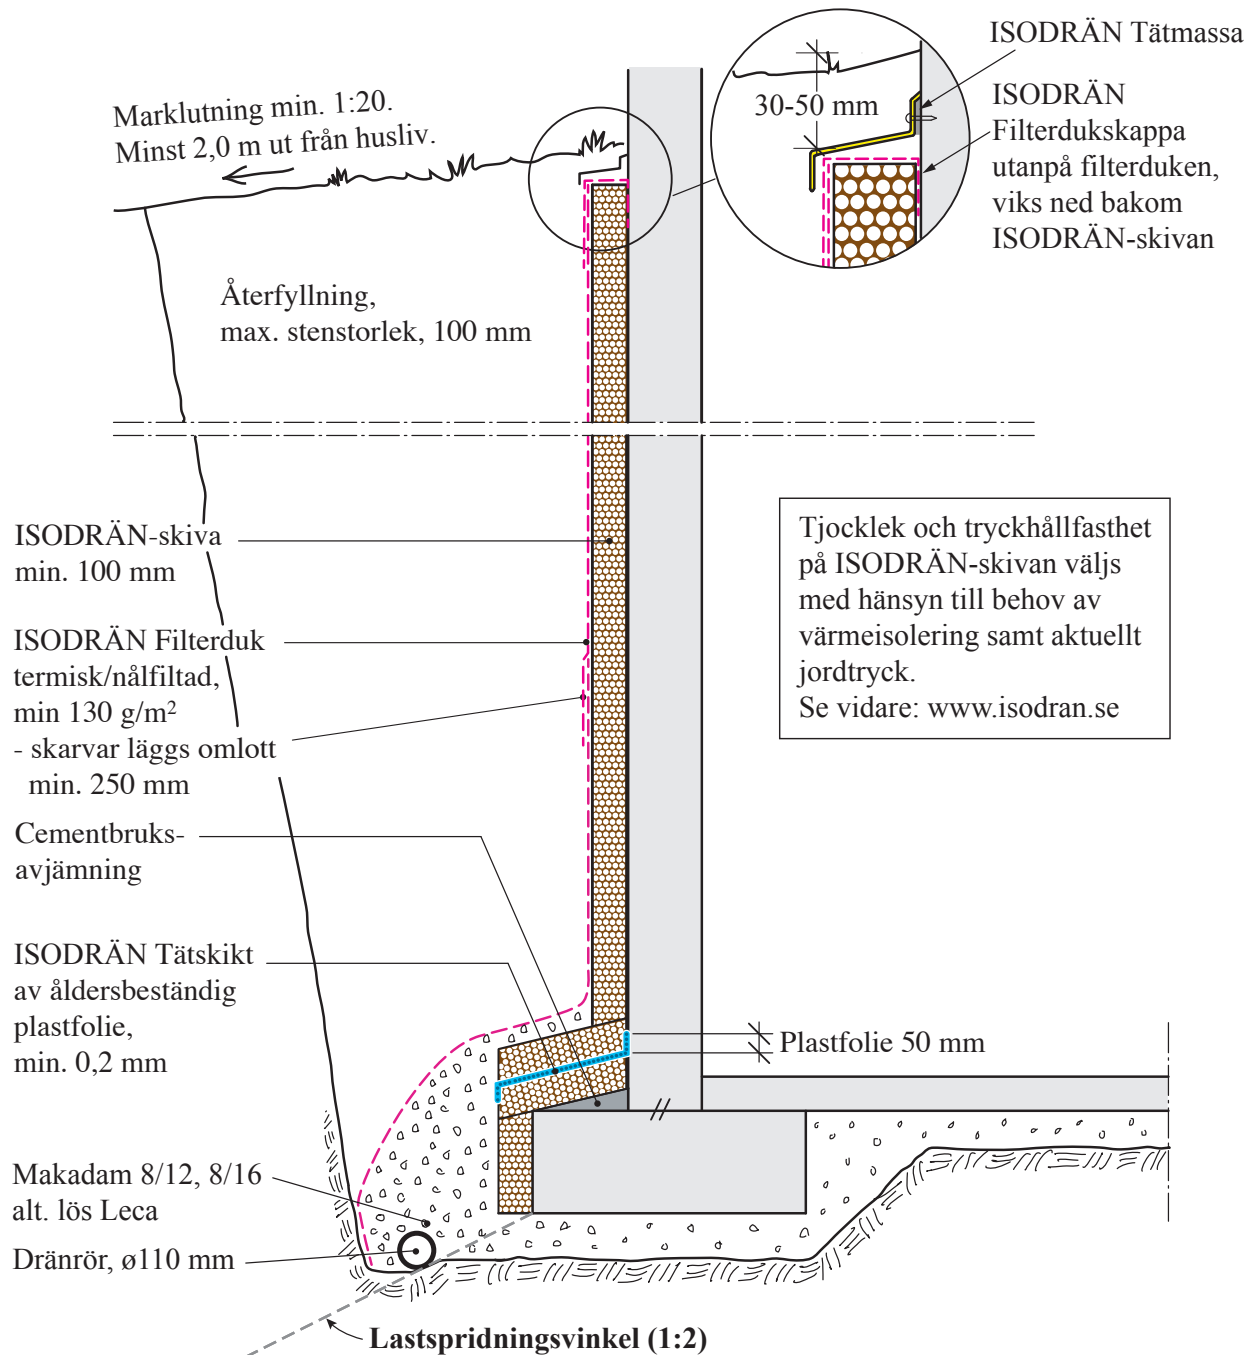 ISODRÄN Tätmassa
30-50 mm
ISODRÄN
Filterdukskappa
utanpå filterduken,
viks ned bakom
ISODRÄN-skivan
Marklutning min. 1:20.
Minst 2,0 m ut från husliv.
Återfyllning,
max. stenstorlek, 100 mm
ISODRÄN-skiva
min. 100 mm
Tjocklek och tryckhållfasthet
på ISODRÄN-skivan väljs
med hänsyn till behov av
värmeisolering samt aktuellt
jordtryck.
Se vidare: www.isodran.se
ISODRÄN Filterduk
termisk/nålfiltad,
min 130 g/m²
- skarvar läggs omlott
min. 250 mm
Cementbruks-
avjämning
ISODRÄN Tätskikt
av åldersbeständig
plastfolie,
min. 0,2 mm
Plastfolie 50 mm
Makadam 8/12, 8/16
alt. lös Leca
Dränrör, ø110 mm
Lastspridningsvinkel (1:2)